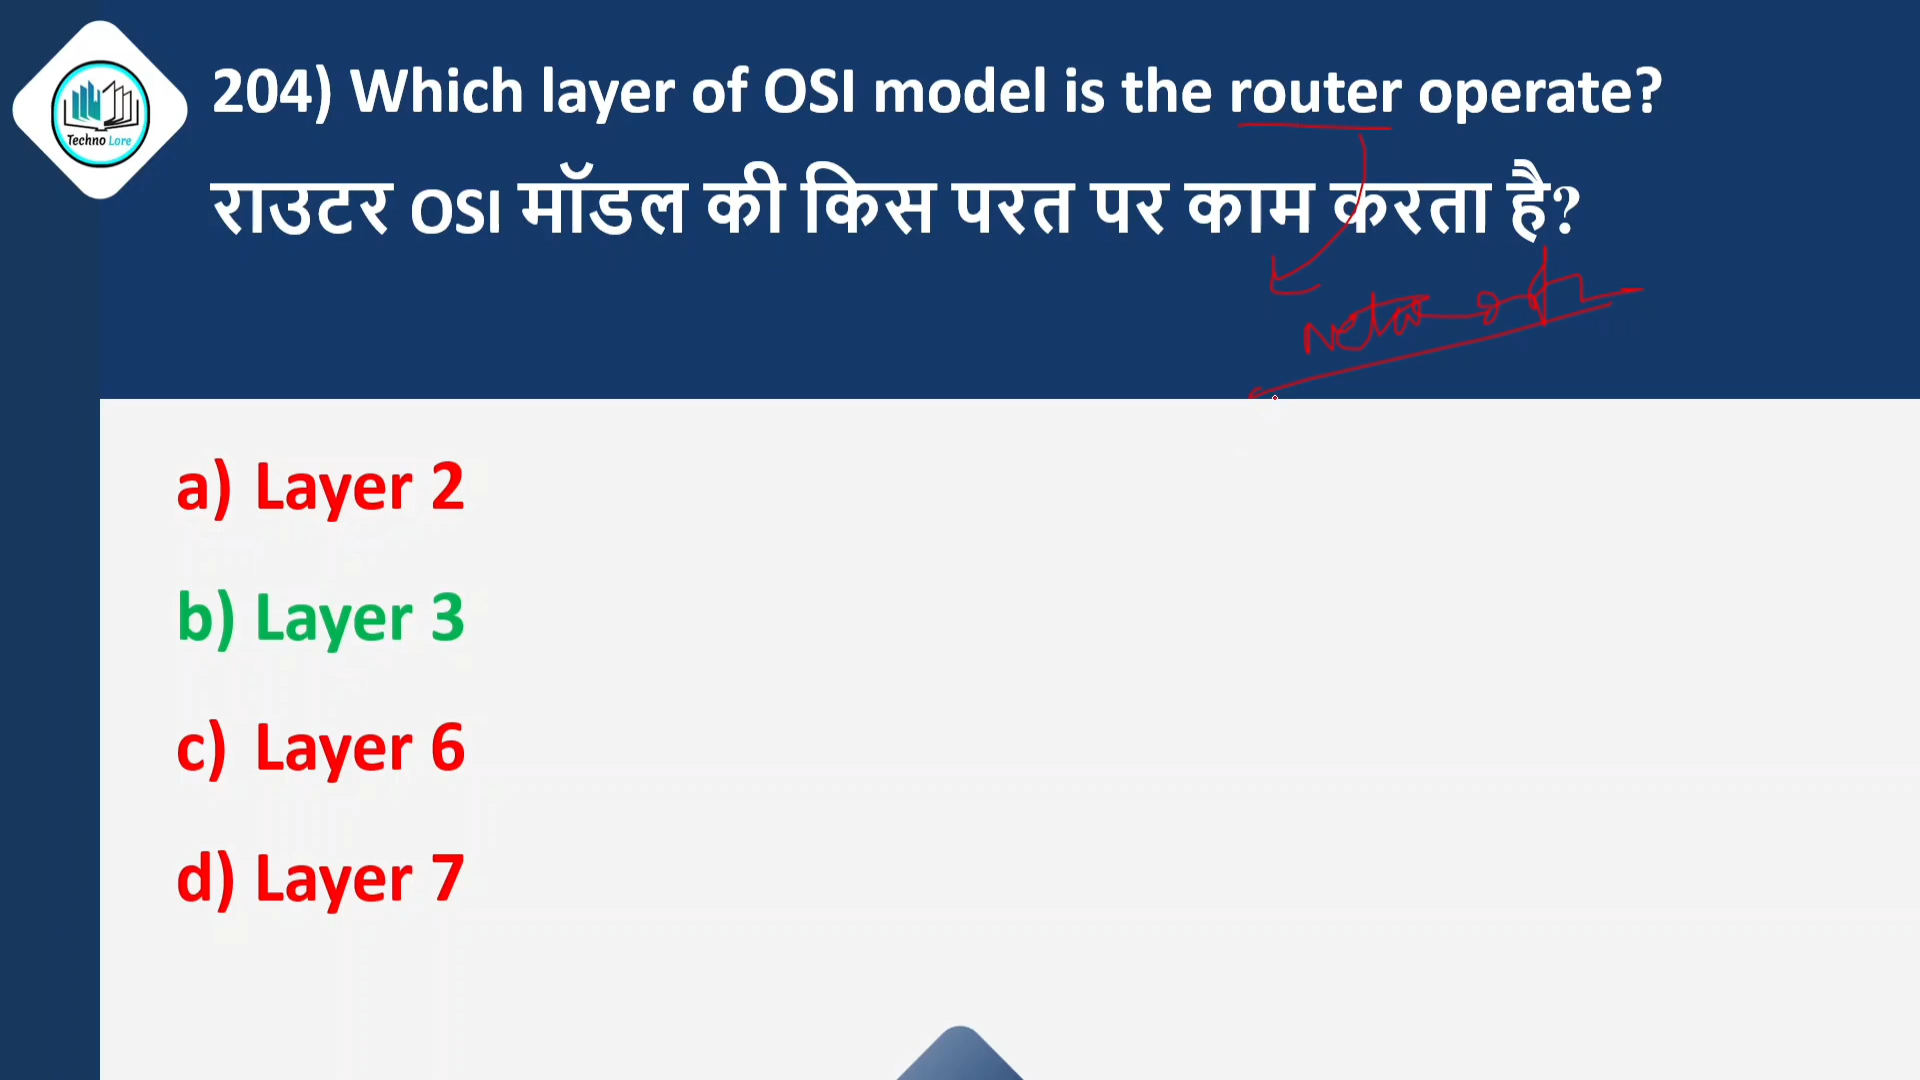 Techno Lore
204) Which layer of OSI model is the router operate?
राउटर OSI मॉडल की किस परत पर काम करता है?
a) Layer 2
b) Layer 3
c) Layer 6
d) Layer 7